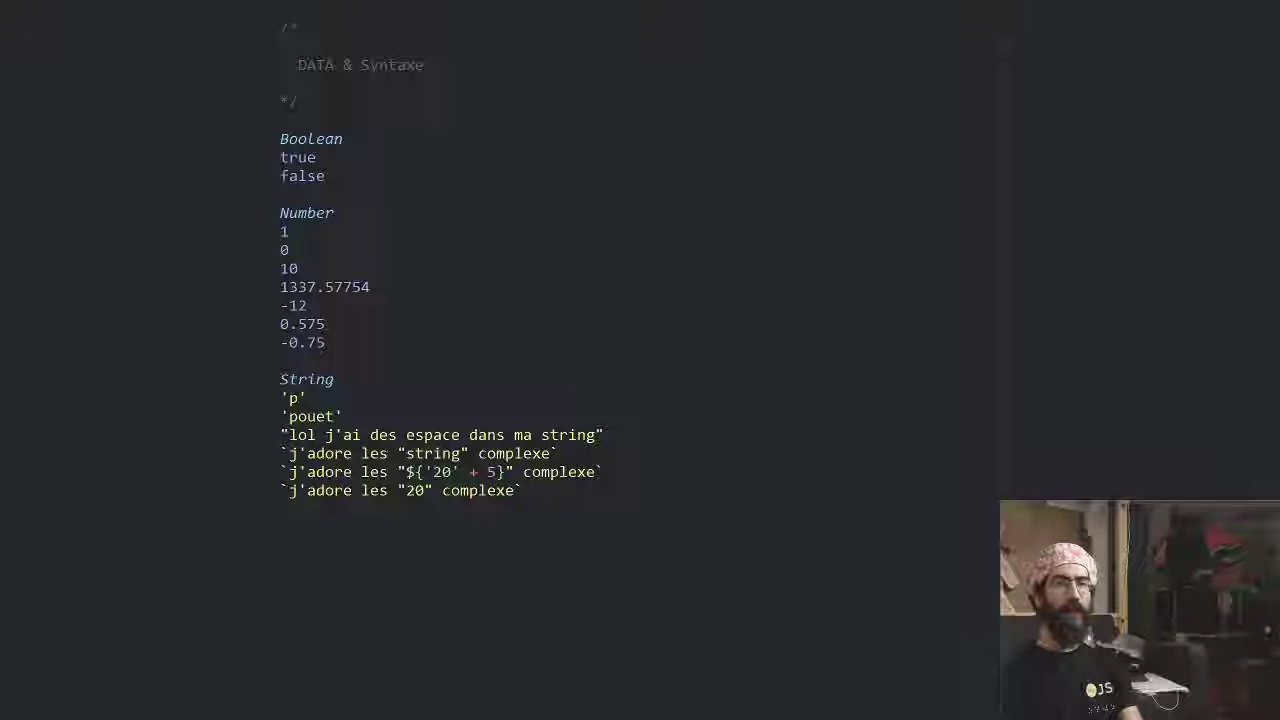 /*
DATA & Syntaxe
*/
Boolean
true
false
Number
1
0
10
1337.57754
-12
0.575
-0.75
String
'p'
'pouet'
"lol j'ai des espace dans ma string"
`j'adore les "string" complexe`
`j'adore les "${'20' + 5}" complexe`
`j'adore les "20" complexe`
JS